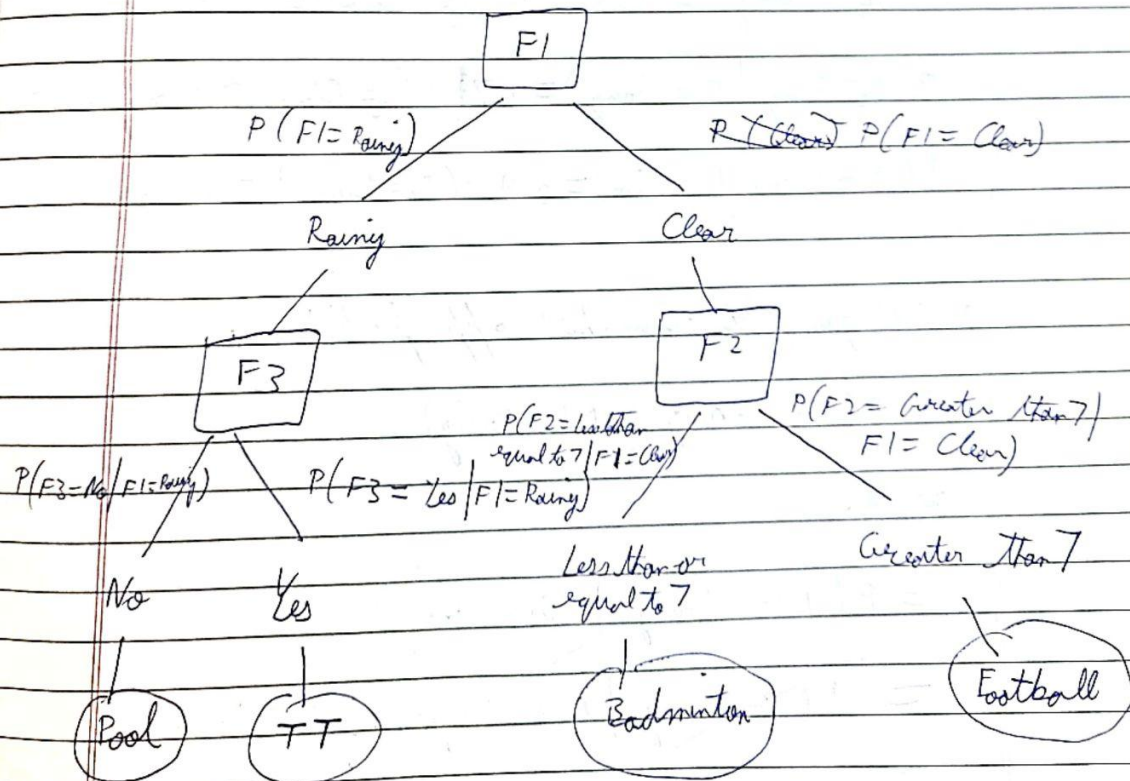 F1
P (F1 = Rainy)
P (Clear) P(F1 = Clear)
Rainy
Clear
F3
F2
P(F3=No/F1=Rainy)
P(F3 = Yes | F1=Rainy)
P(F2=Less than
equal to 7/F1=Clear)
P(F2= Greater than 7|
F1= Clear)
No
Yes
Less than or
equal to 7
Greater than 7
Pool
TT
Badminton
Football